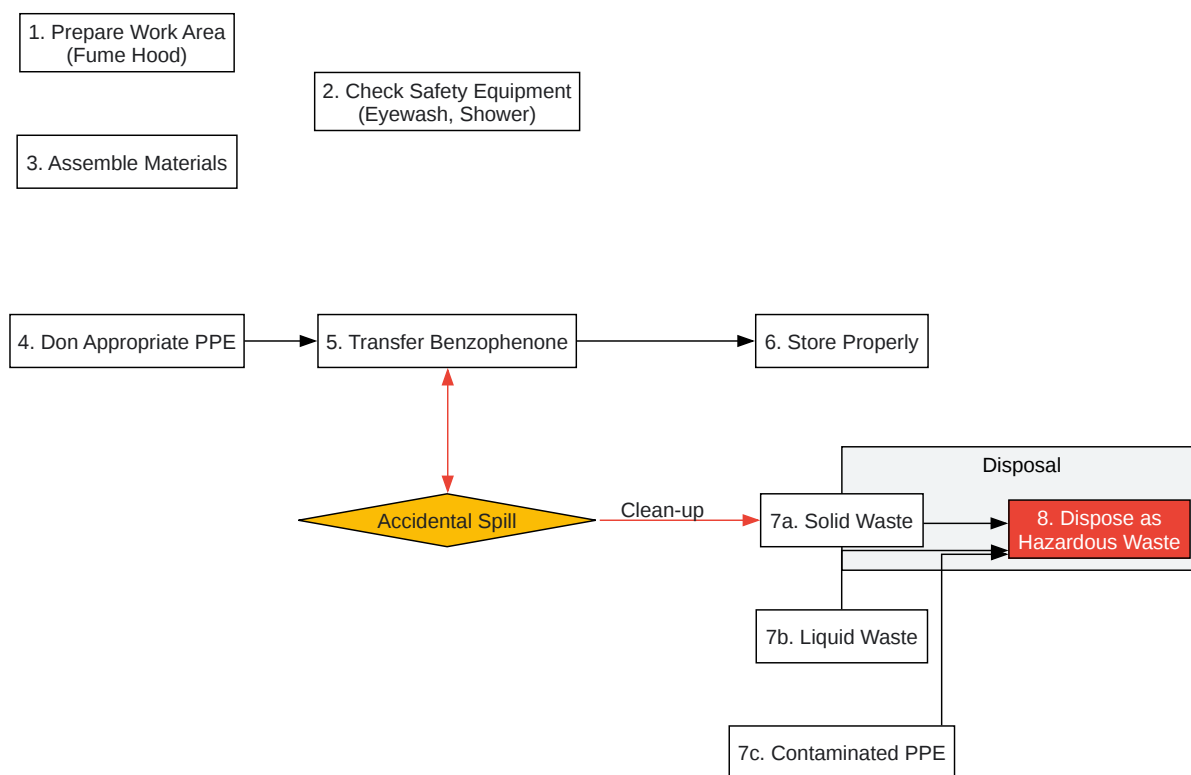 1. Prepare Work Area
(Fume Hood)
2. Check Safety Equipment
(Eyewash, Shower)
3. Assemble Materials
4. Don Appropriate PPE
5. Transfer Benzophenone
6. Store Properly
Disposal
Accidental Spill
Clean-up
7a. Solid Waste
8. Dispose as
Hazardous Waste
7b. Liquid Waste
7c. Contaminated PPE